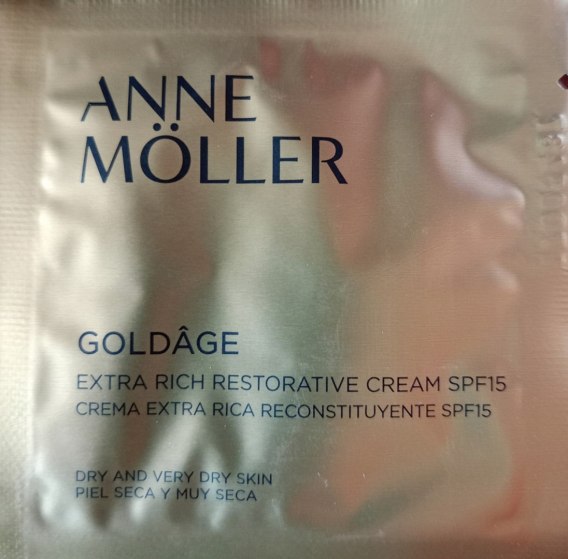 ANNE
MÖLLER
GOLDÂGE
EXTRA RICH RESTORATIVE CREAM SPF15
CREMA EXTRA RICA RECONSTITUYENTE SPF15
DRY AND VERY DRY SKIN
PIEL SECA Y MUY SECA